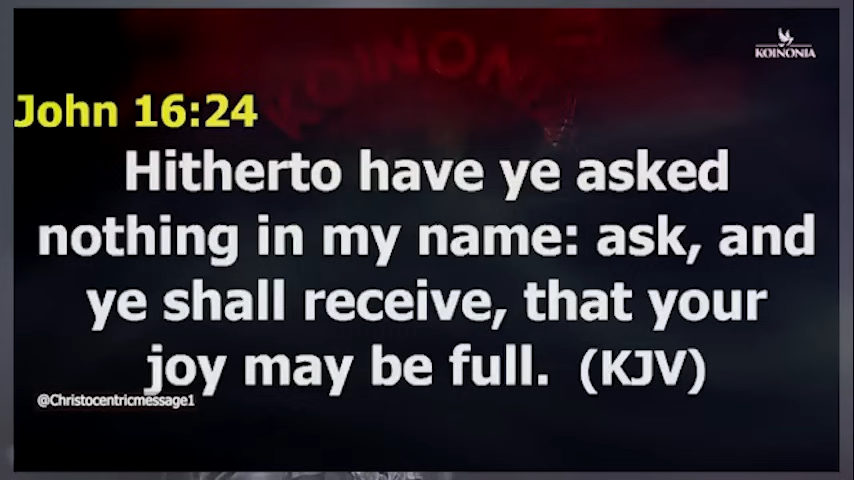 KOINONIA
KOINONIA
John 16:24
Hitherto have ye asked
nothing in my name: ask, and
ye shall receive, that your
joy may be full. (KJV)
@Christocentricmessage1